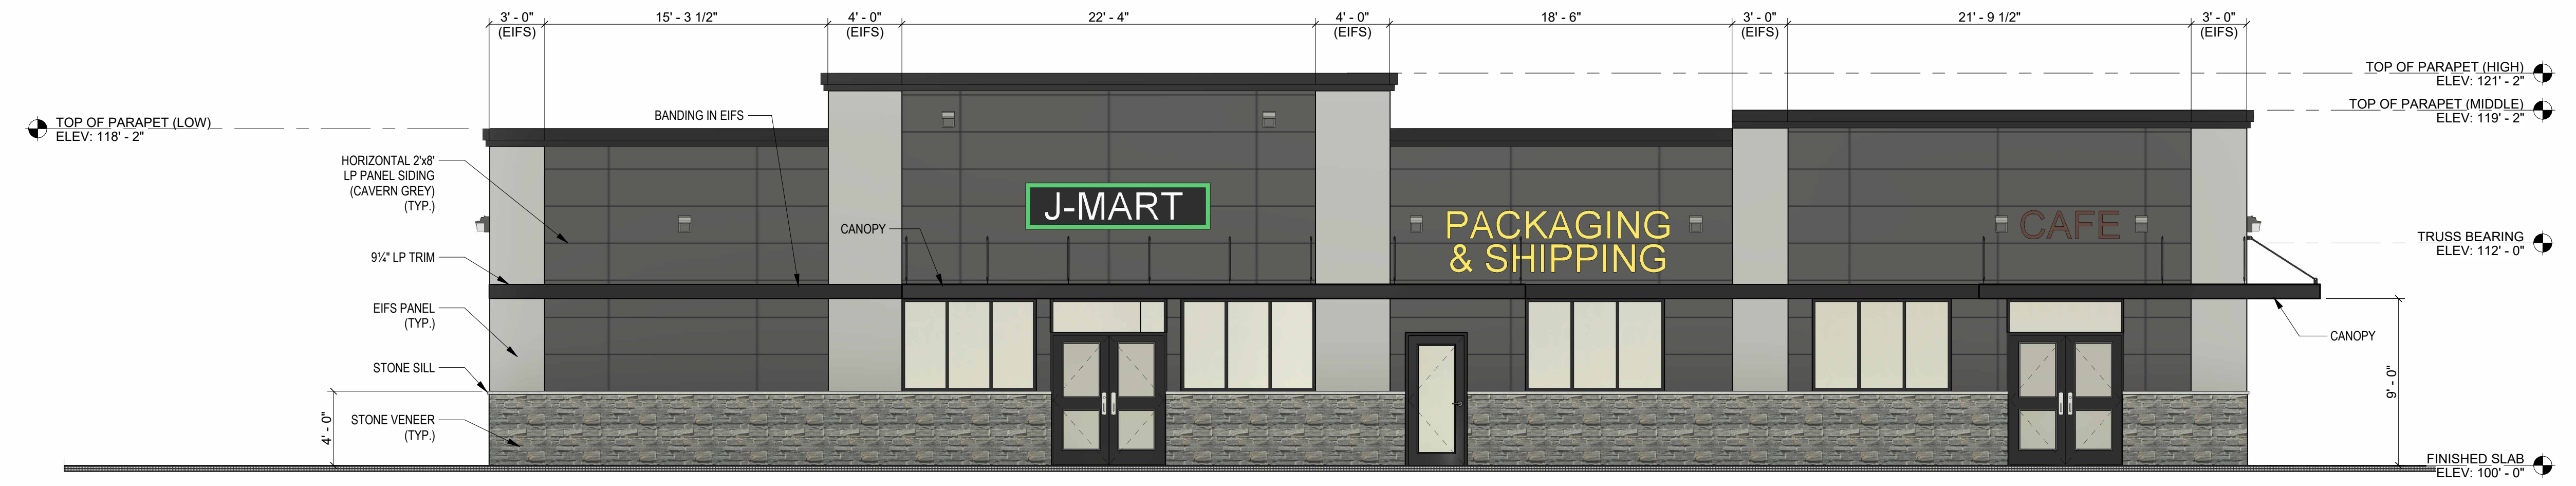 3' - 0"
(EIFS)
15' - 3 1/2"
4' - 0"
(EIFS)
22' - 4"
4' - 0"
(EIFS)
18' - 6"
3' - 0"
(EIFS)
21' - 9 1/2"
3' - 0"
(EIFS)
TOP OF PARAPET (HIGH)
ELEV: 121' - 2"
TOP OF PARAPET (MIDDLE)
ELEV: 119' - 2"
TOP OF PARAPET (LOW)
ELEV: 118' - 2"
BANDING IN EIFS
HORIZONTAL 2'x8'
LP PANEL SIDING
(CAVERN GREY)
(TYP.)
J-MART
PACKAGING
& SHIPPING
CAFE
CANOPY
TRUSS BEARING
ELEV: 112' - 0"
9¼" LP TRIM
EIFS PANEL
(TYP.)
CANOPY
STONE SILL
9' - 0"
STONE VENEER
(TYP.)
4' - 0"
FINISHED SLAB
ELEV: 100' - 0"